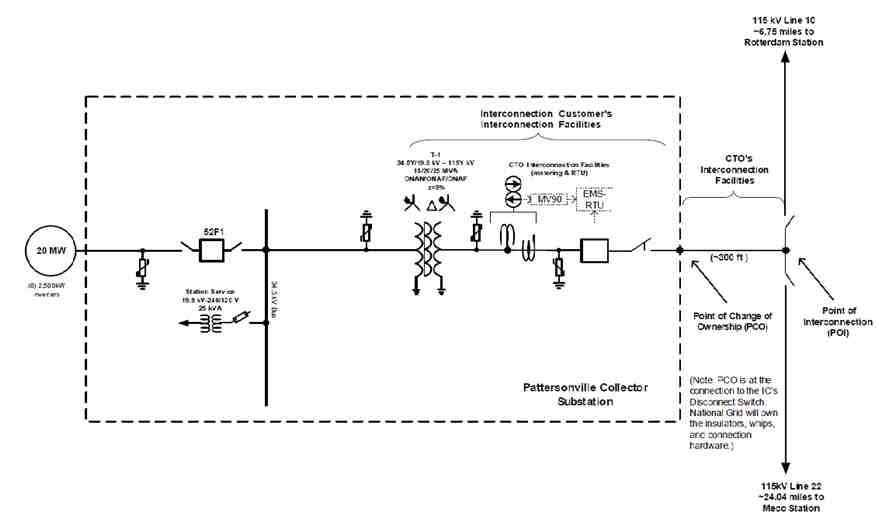 115 kV Line 10
~6.75 miles to
Rotterdam Station
Interconnection Customer's
Interconnection Facilities
T-1
34.5Y/19.9 kV – 115Y kV
15/20/25 MVA
ONAN/ONAF/ONAF
z=9%
CTO Interconnection Facilities
(metering & RTU)
MV90
EMS-
RTU
CTO's
Interconnection
Facilities
52F1
20 MW
(8) 2,500kW
inverters
Station Service
19.9 kV-240/120 V
25 kVA
34.5 kV Bus
(~300 ft )
Point of Change of
Ownership (PCO)
Point of
Interconnection
(POI)
Pattersonville Collector
Substation
(Note: PCO is at the
connection to the IC's
Disconnect Switch.
National Grid will own
the insulators, whips,
and connection
hardware.)
115kV Line 22
~24.04 miles to
Meco Station